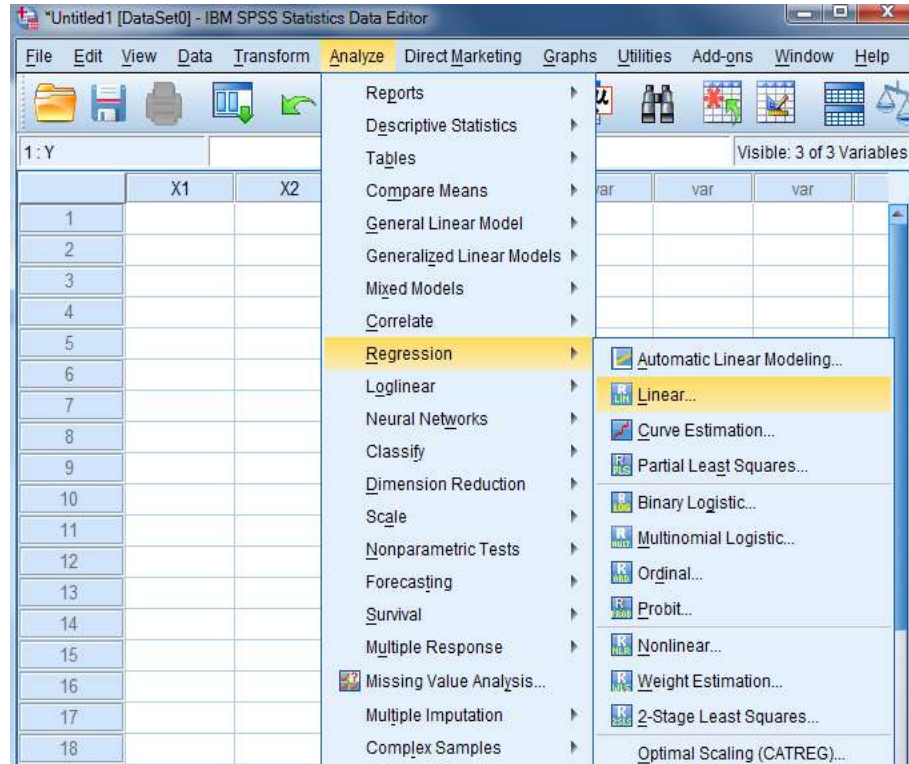 *Untitled1 [DataSet0] - IBM SPSS Statistics Data Editor
File Edit View Data Transform Analyze Direct Marketing Graphs Utilities Add-ons Window Help
1 : Y
Visible: 3 of 3 Variables
X1 X2 var var var
1
2
3
4
5
6
7
8
9
10
11
12
13
14
15
16
17
18
Reports
Descriptive Statistics
Tables
Compare Means
General Linear Model
Generalized Linear Models
Mixed Models
Correlate
Regression
Loglinear
Neural Networks
Classify
Dimension Reduction
Scale
Nonparametric Tests
Forecasting
Survival
Multiple Response
Missing Value Analysis...
Multiple Imputation
Complex Samples
Automatic Linear Modeling...
Linear...
Curve Estimation...
Partial Least Squares...
Binary Logistic...
Multinomial Logistic...
Ordinal...
Probit...
Nonlinear...
Weight Estimation...
2-Stage Least Squares...
Optimal Scaling (CATREG)...